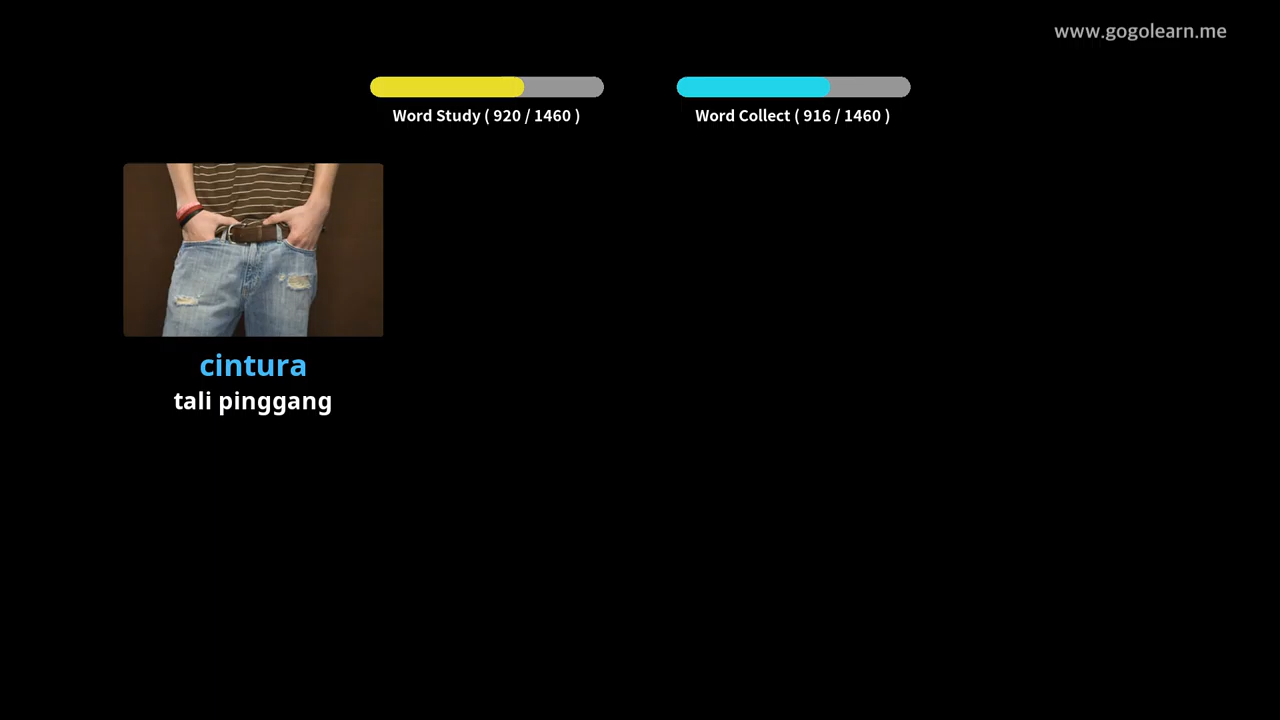 www.gogolearn.me
Word Study ( 920 / 1460 )
Word Collect ( 916 / 1460 )
cintura
tali pinggang